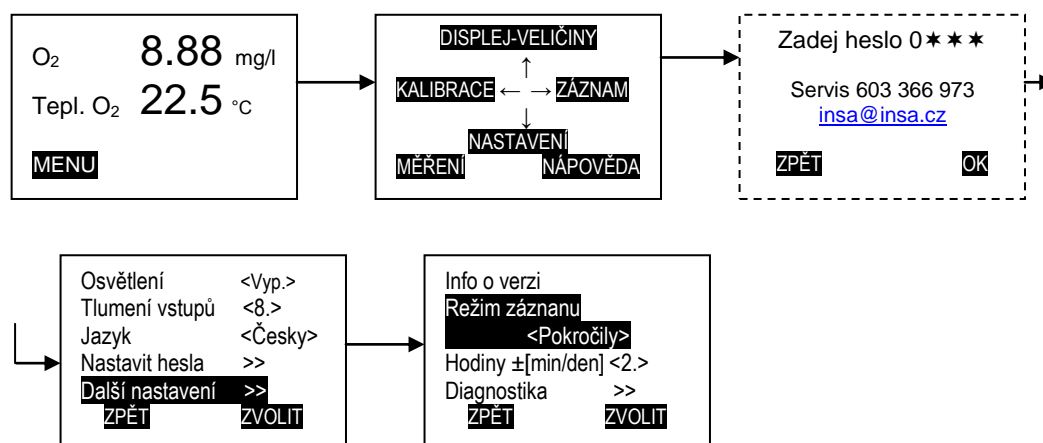 O₂ 8.88 mg/l
Tepl. O₂ 22.5 °C
MENU
DISPLEJ-VELIČINY
↑
KALIBRACE ← → ZÁZNAM
↓
NASTAVENÍ
MĚŘENÍ NÁPOVĚDA
Zadej heslo 0✶✶✶
Servis 603 366 973
insa@insa.cz
ZPĚT OK
Osvětlení <Vyp.>
Tlumení vstupů <8.>
Jazyk <Česky>
Nastavit hesla >>
Další nastavení >>
ZPĚT ZVOLIT
Info o verzi
Režim záznanu
<Pokročily>
Hodiny ±[min/den] <2.>
Diagnostika >>
ZPĚT ZVOLIT